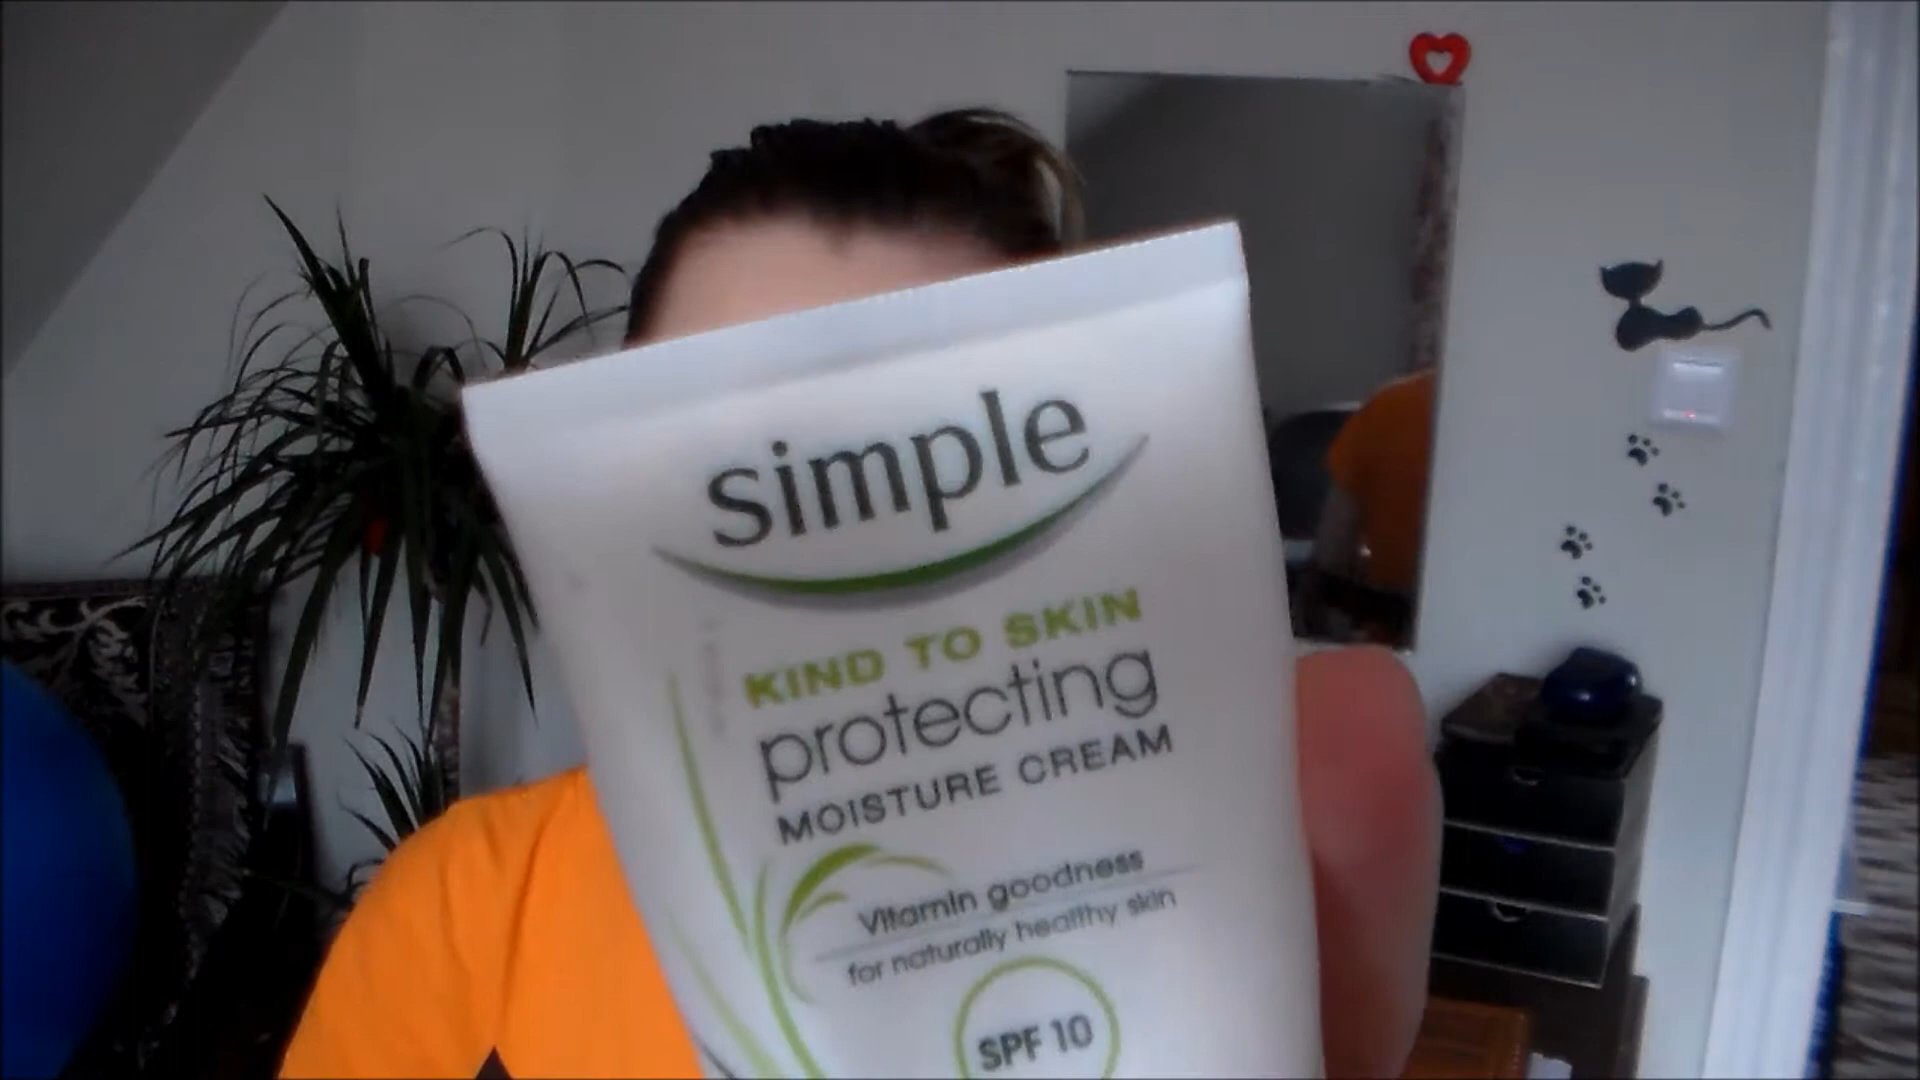 simple
KIND TO SKIN
protecting
MOISTURE CREAM
Vitamin goodness
for naturally healthy skin
SPF 10